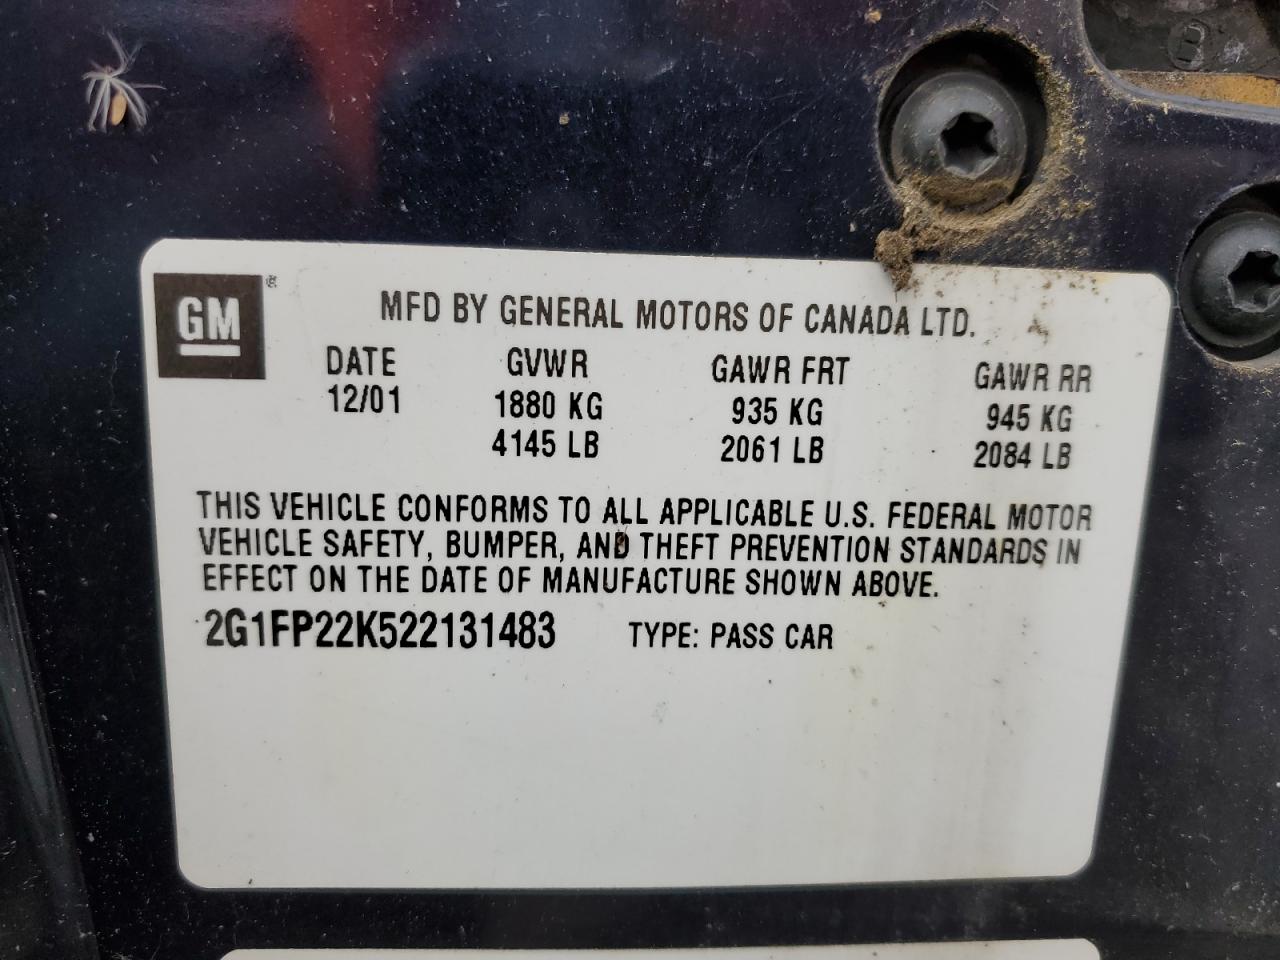 GM ®
MFD BY GENERAL MOTORS OF CANADA LTD.
DATE GVWR GAWR FRT GAWR RR
12/01 1880 KG 935 KG 945 KG
4145 LB 2061 LB 2084 LB
THIS VEHICLE CONFORMS TO ALL APPLICABLE U.S. FEDERAL MOTOR
VEHICLE SAFETY, BUMPER, AND THEFT PREVENTION STANDARDS IN
EFFECT ON THE DATE OF MANUFACTURE SHOWN ABOVE.
2G1FP22K522131483 TYPE: PASS CAR